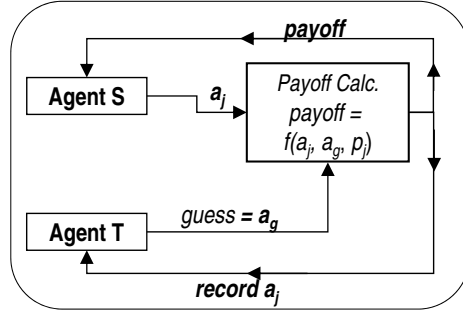 payoff
Agent S
a_j
Payoff Calc.
payoff =
f(a_j, a_g, p_j)
Agent T
guess = a_g
record a_j